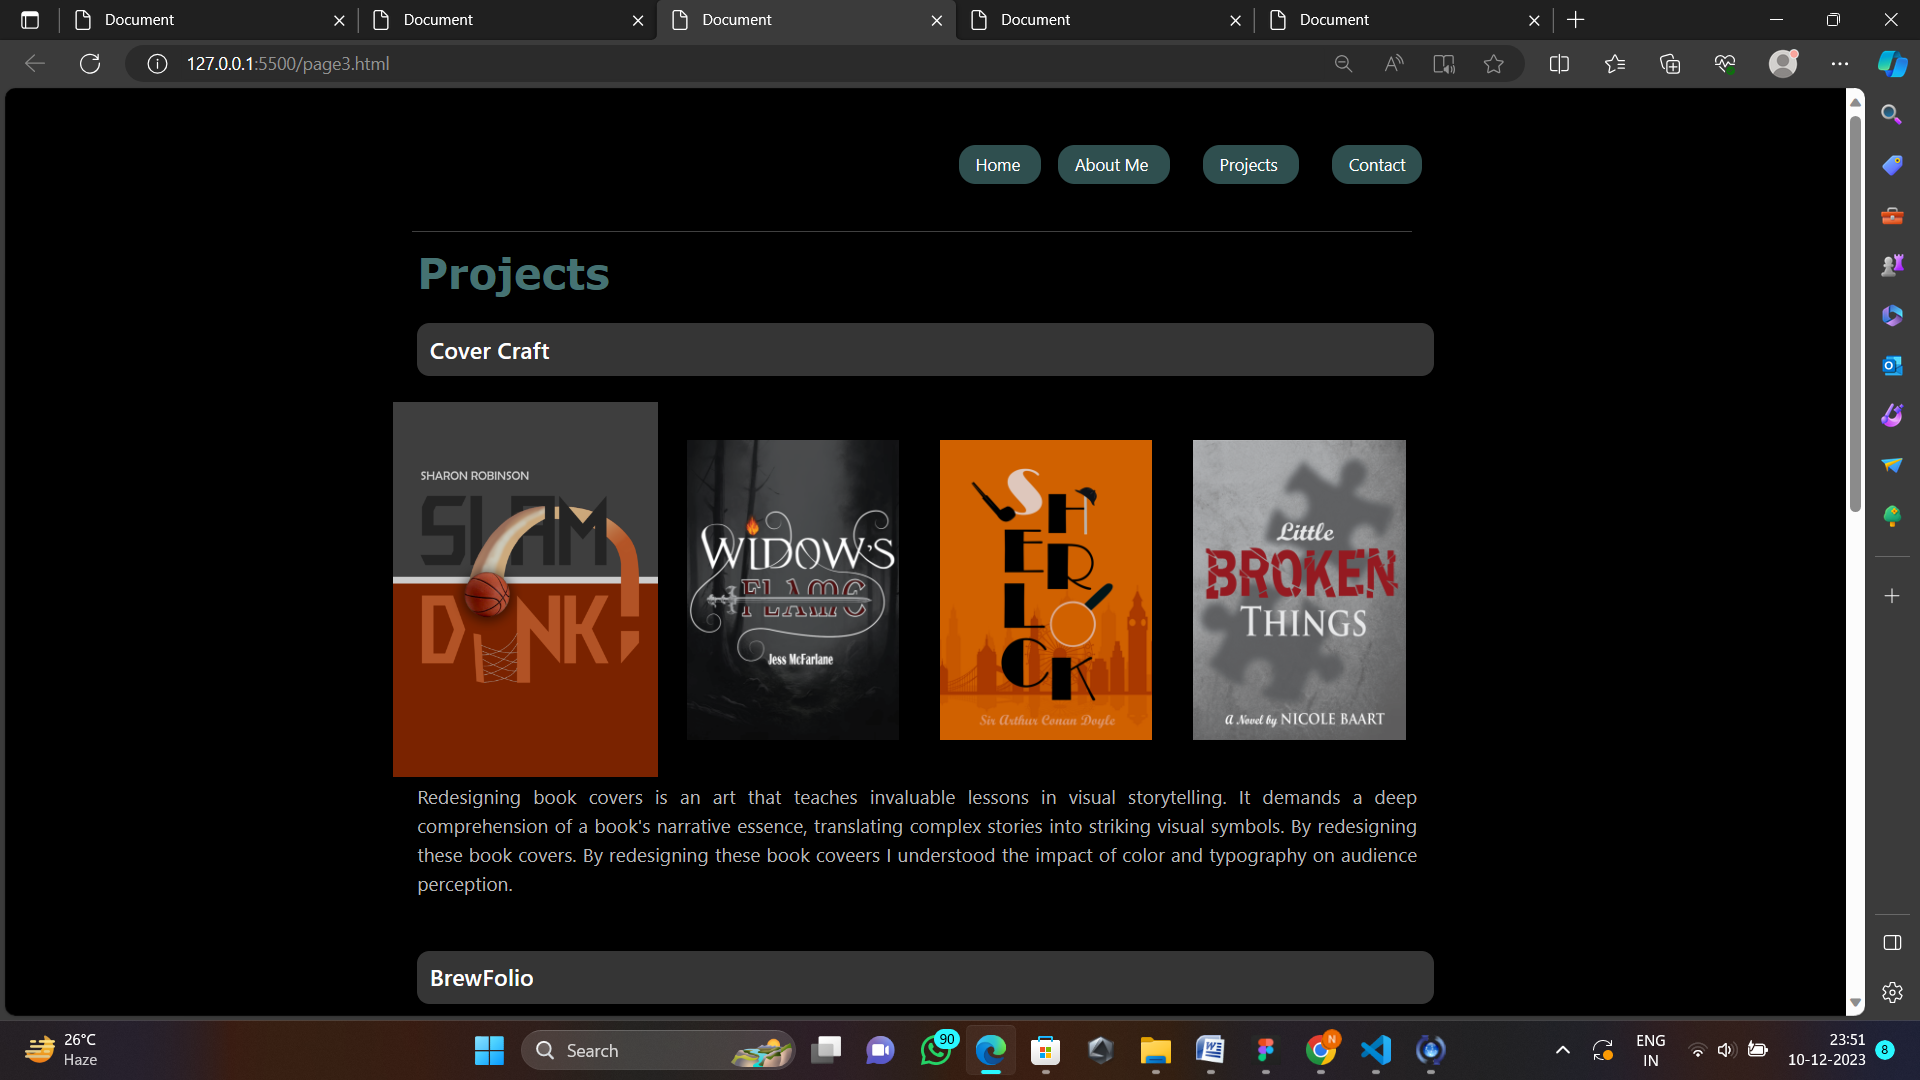 Document
Document
Document
Document
Document
127.0.0.1:5500/page3.html
Home
About Me
Projects
Contact
Projects
Cover Craft
SHARON ROBINSON
SLAM
DUNK!
WIDOW'S
FLAME
Jess McFarlane
SHERLOCK
Sir Arthur Conan Doyle
Little
BROKEN
THINGS
A Novel by NICOLE BAART
Redesigning book covers is an art that teaches invaluable lessons in visual storytelling. It demands a deep
comprehension of a book's narrative essence, translating complex stories into striking visual symbols. By redesigning
these book covers. By redesigning these book coveers I understood the impact of color and typography on audience
perception.
BrewFolio
26°C
Haze
Search
90
N
ENG
IN
23:51
10-12-2023
8